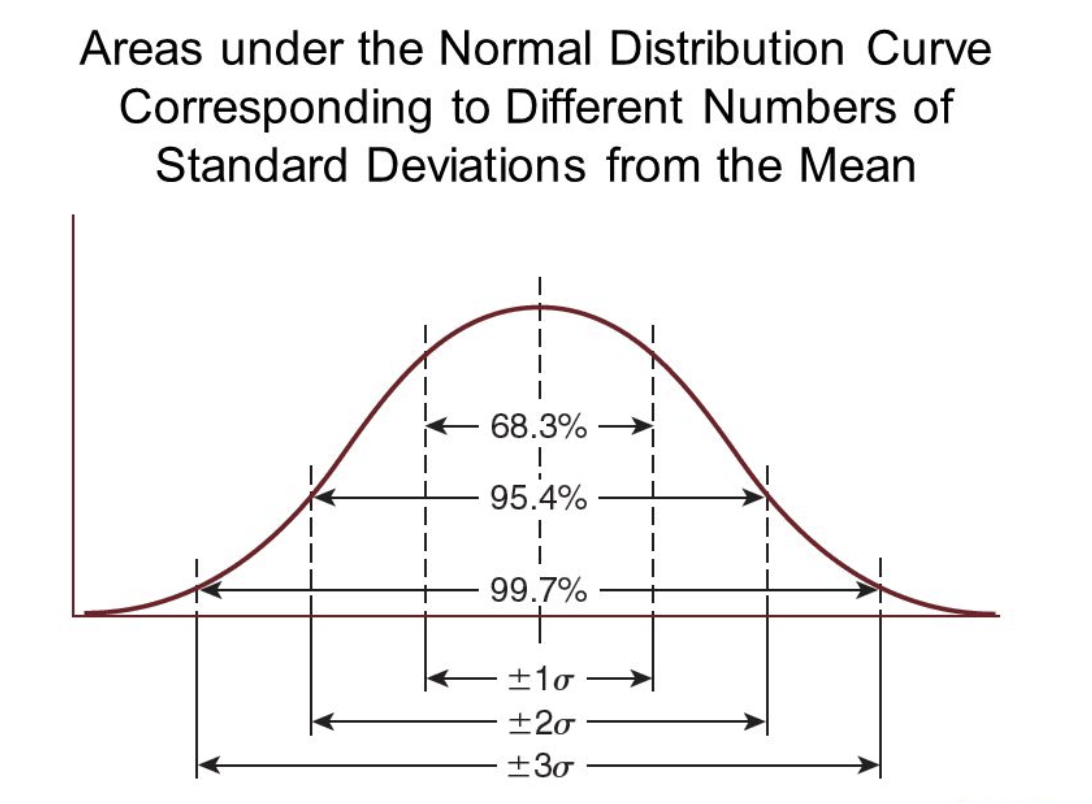 Areas under the Normal Distribution Curve
Corresponding to Different Numbers of
Standard Deviations from the Mean
68.3%
95.4%
99.7%
±1σ
±2σ
±3σ